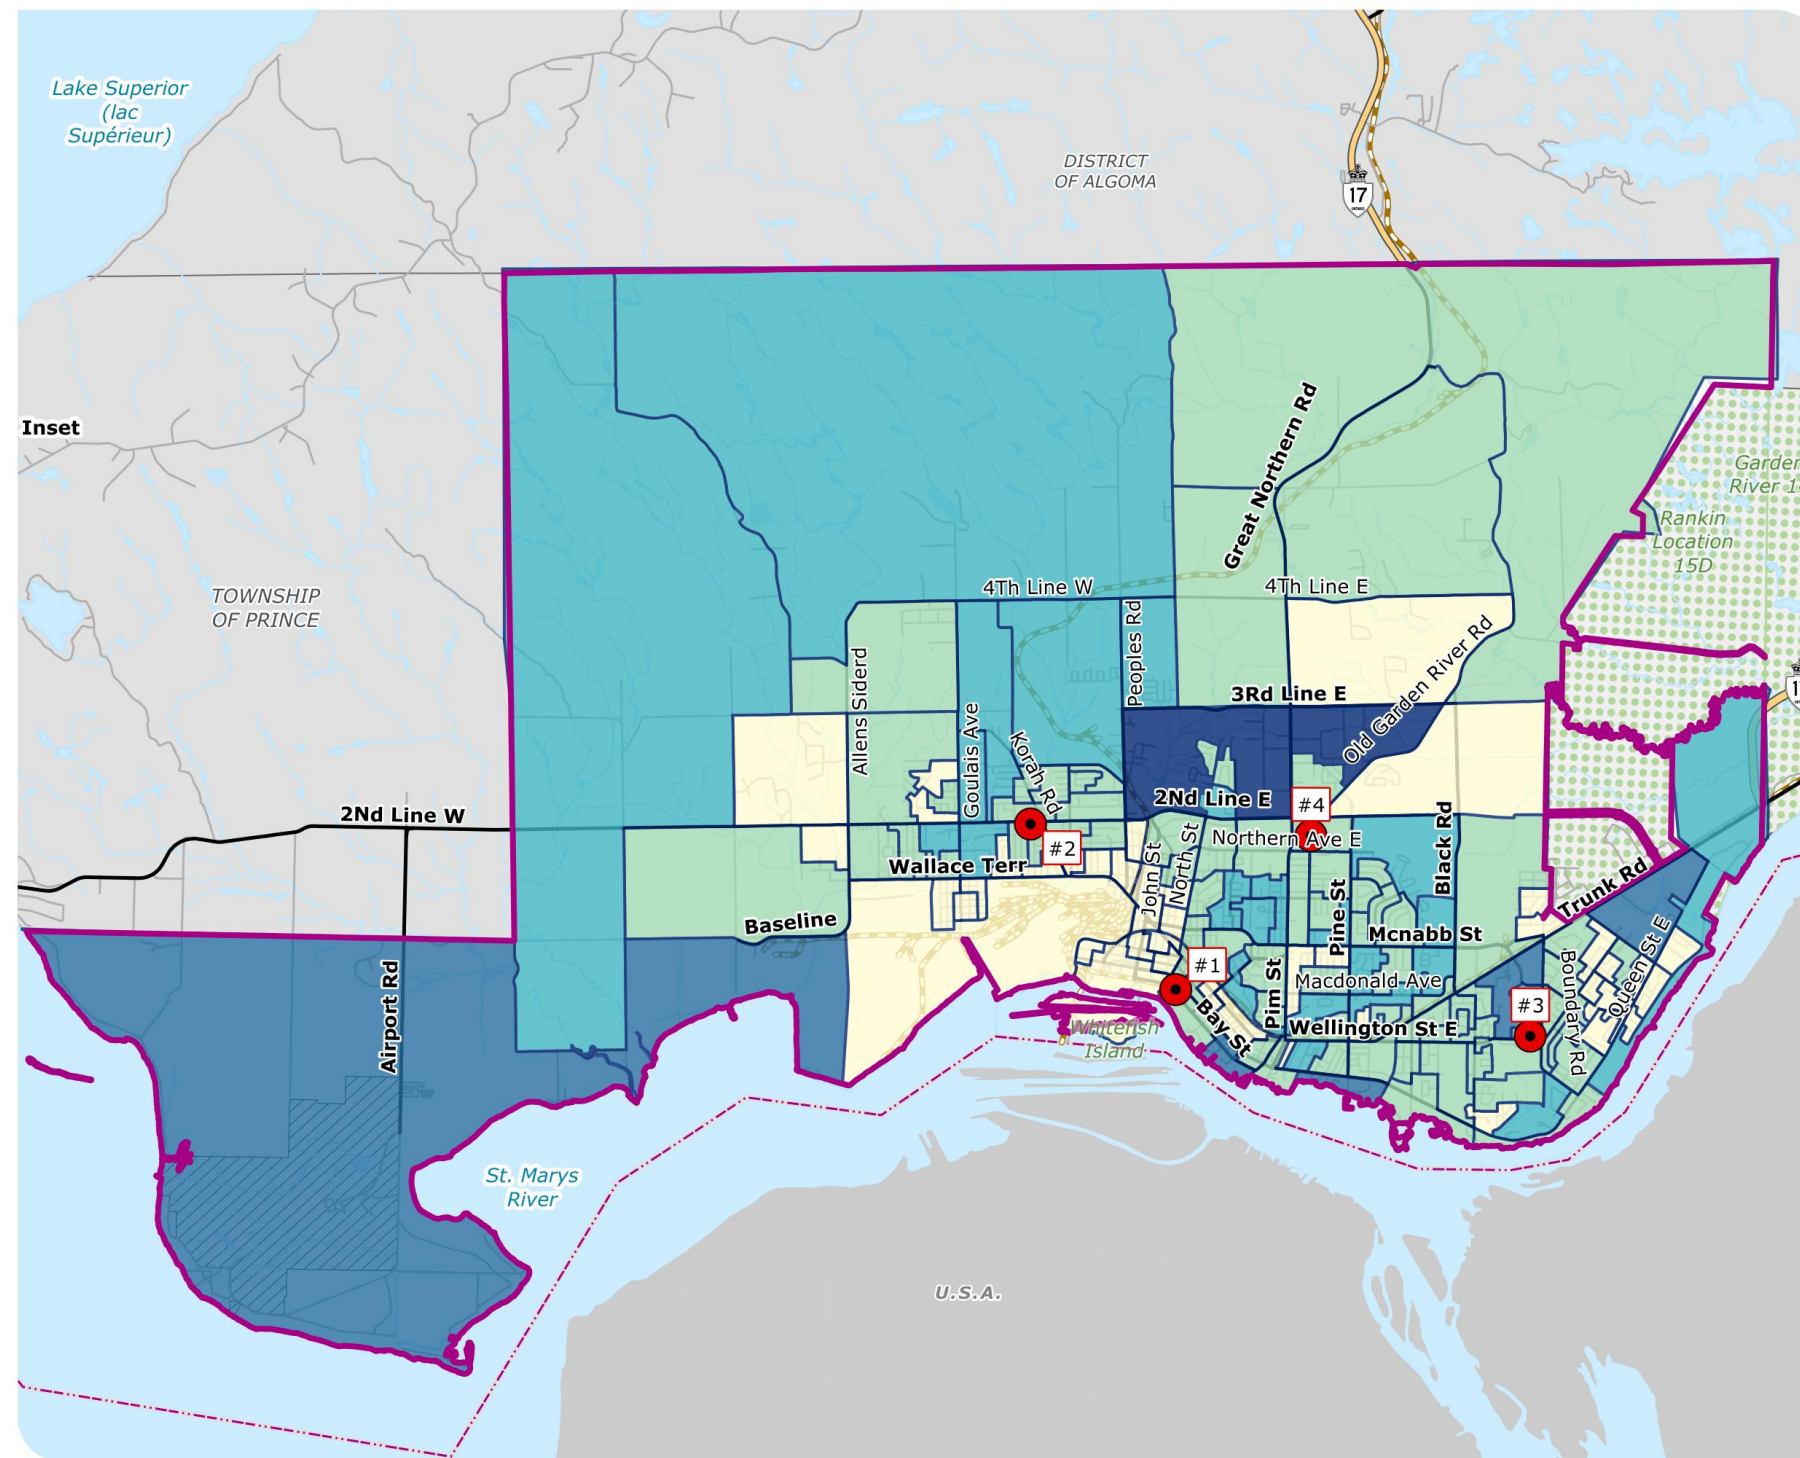 Lake Superior
(lac
Supérieur)
DISTRICT
OF ALGOMA
17
ONTARIO
Inset
Great Northern Rd
Garden
River 1
Rankin
Location
15D
TOWNSHIP
OF PRINCE
4Th Line W
4Th Line E
Peoples Rd
Allens Siderd
Goulais Ave
Korah Rd
3Rd Line E
Old Garden River Rd
2Nd Line W
2Nd Line E
#4
Northern Ave E
#2
Wallace Terr
John St
North St
Black Rd
Pine St
Trunk Rd
Baseline
Mcnabb St
#1
Pim St
Macdonald Ave
#3
Boundary Rd
Queen St E
Airport Rd
Bay St
Wellington St E
Whitefish
Island
St. Marys
River
U.S.A.